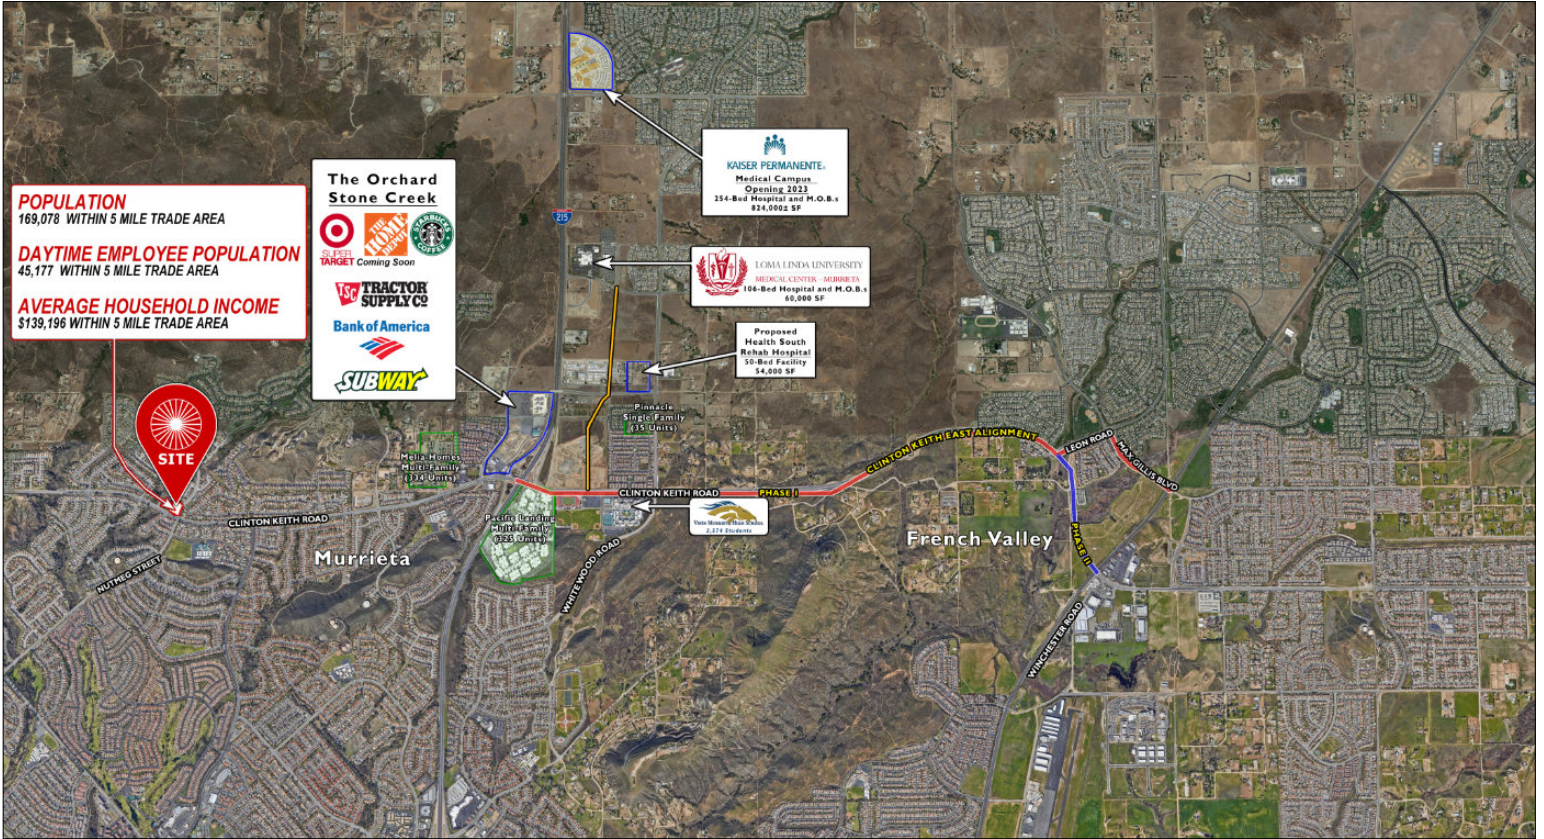 POPULATION
169,078 WITHIN 5 MILE TRADE AREA
DAYTIME EMPLOYEE POPULATION
45,177 WITHIN 5 MILE TRADE AREA
AVERAGE HOUSEHOLD INCOME
$139,196 WITHIN 5 MILE TRADE AREA
SITE
The Orchard
Stone Creek
SUPER
TARGET
THE
HOME
DEPOT
STARBUCKS
COFFEE
Coming Soon
TSC
TRACTOR
SUPPLY CO
Bank of America
SUBWAY
215
KAISER PERMANENTE®
Medical Campus
Opening 2023
254-Bed Hospital and M.O.B.s
824,000± SF
LOMA LINDA UNIVERSITY
MEDICAL CENTER - MURRIETA
106-Bed Hospital and M.O.B.s
60,000 SF
Proposed
Health South
Rehab Hospital
50-Bed Facility
54,000 SF
Pinnacle
Single Family
(35 Units)
Melia-Homes
Multi-Family
(334 Units)
Pacific Landing
Multi-Family
(325 Units)
CLINTON KEITH ROAD
PHASE I
CLINTON KEITH EAST ALIGNMENT
LEON ROAD
MAX GILLIS BLVD
PHASE II
Vista Murrieta High School
3,574 Students
CLINTON KEITH ROAD
NUTMEG STREET
Murrieta
WHITEWOOD ROAD
French Valley
WINCHESTER ROAD